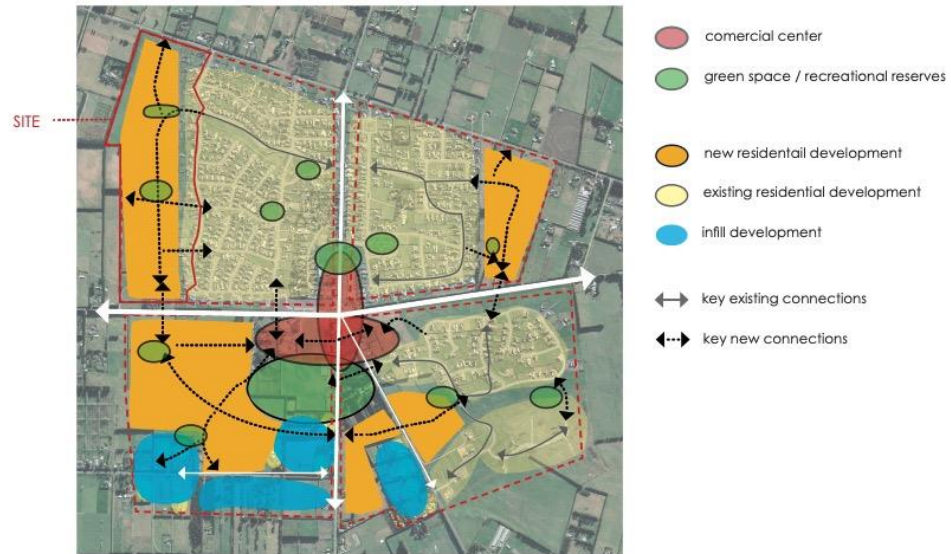 SITE
comercial center
green space / recreational reserves
new residentail development
existing residential development
infill development
key existing connections
key new connections